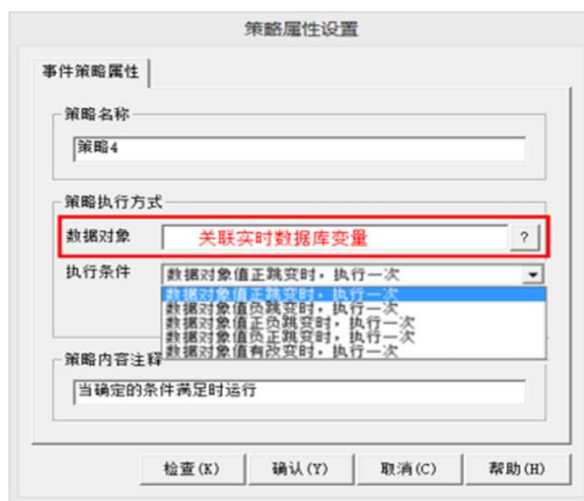 策略属性设置
事件策略属性
策略名称
策略4
策略执行方式
数据对象 关联实时数据库变量 ?
执行条件 数据对象值正跳变时，执行一次
数据对象值正跳变时，执行一次
数据对象值负跳变时，执行一次
数据对象值正负跳变时，执行一次
数据对象值负正跳变时，执行一次
数据对象值有改变时，执行一次
策略内容注释
当确定的条件满足时运行
检查(K) 确认(Y) 取消(C) 帮助(H)